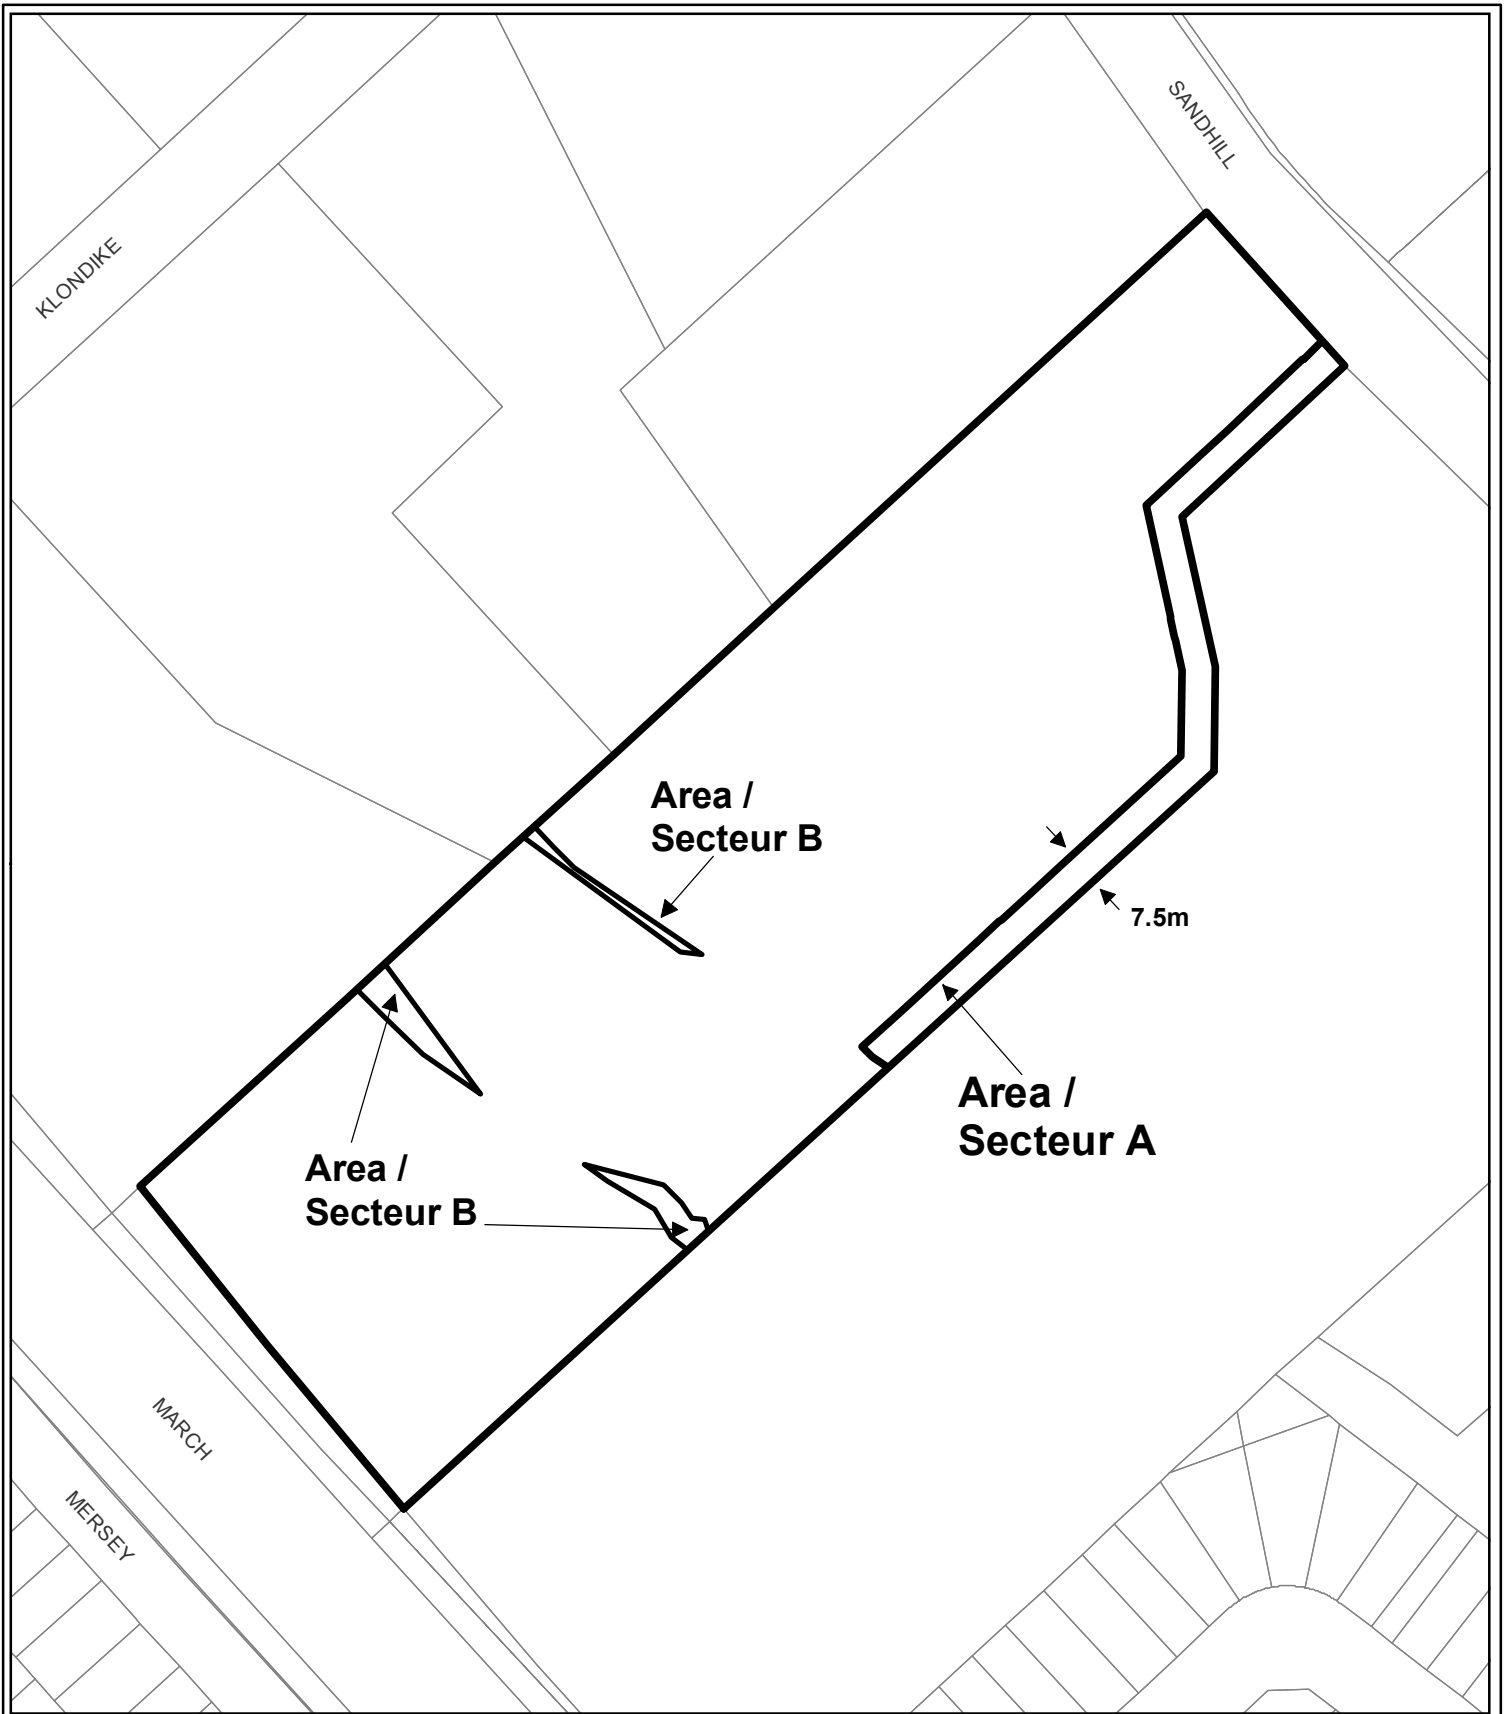 SANDHILL
KLONDIKE
Area /
Secteur B
7.5m
Area /
Secteur A
Area /
Secteur B
MARCH
MERSEY